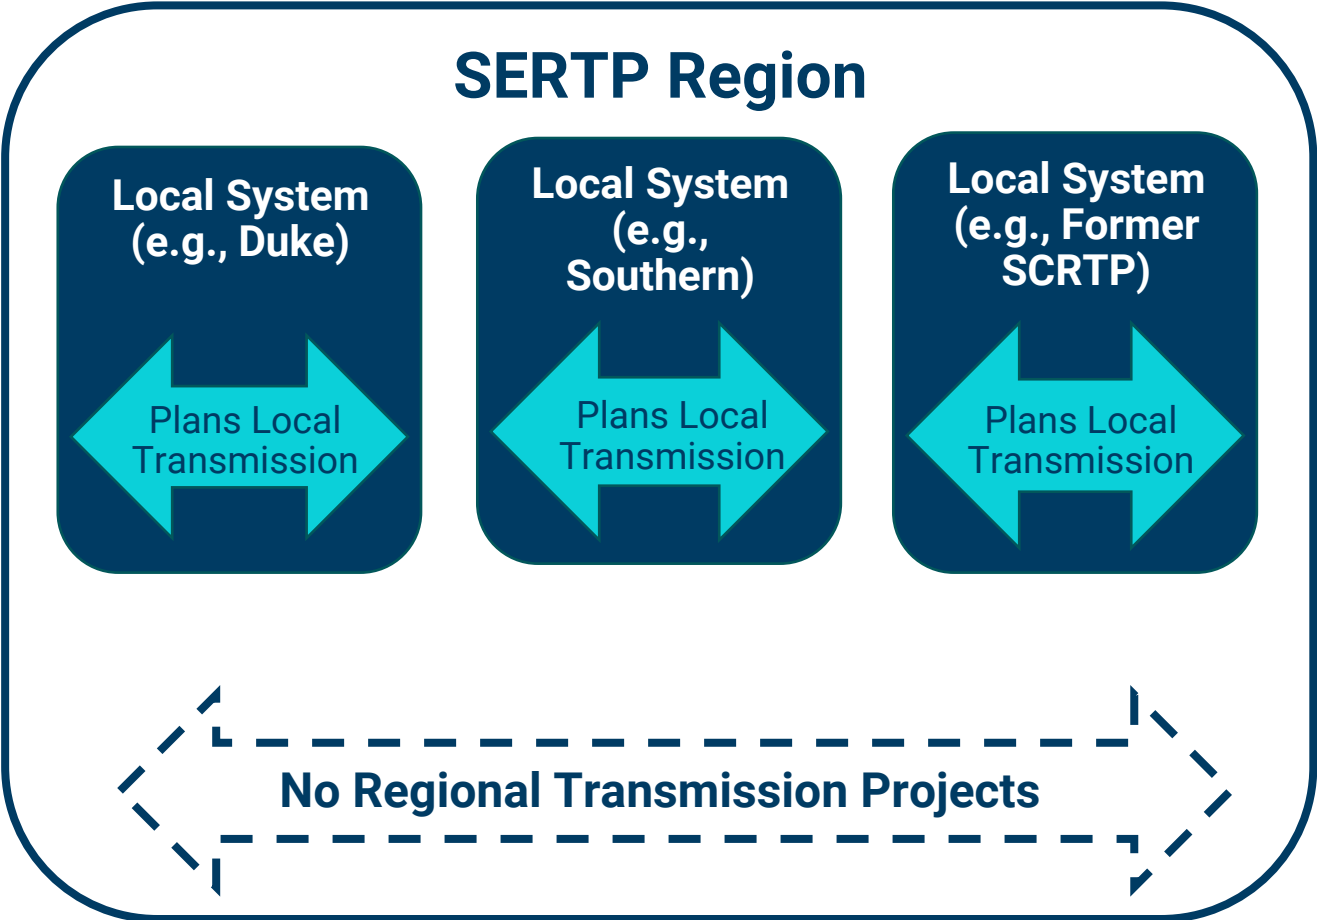 SERTP Region
Local System
(e.g., Duke)
Plans Local
Transmission
Local System
(e.g.,
Southern)
Plans Local
Transmission
Local System
(e.g., Former
SCRTP)
Plans Local
Transmission
No Regional Transmission Projects